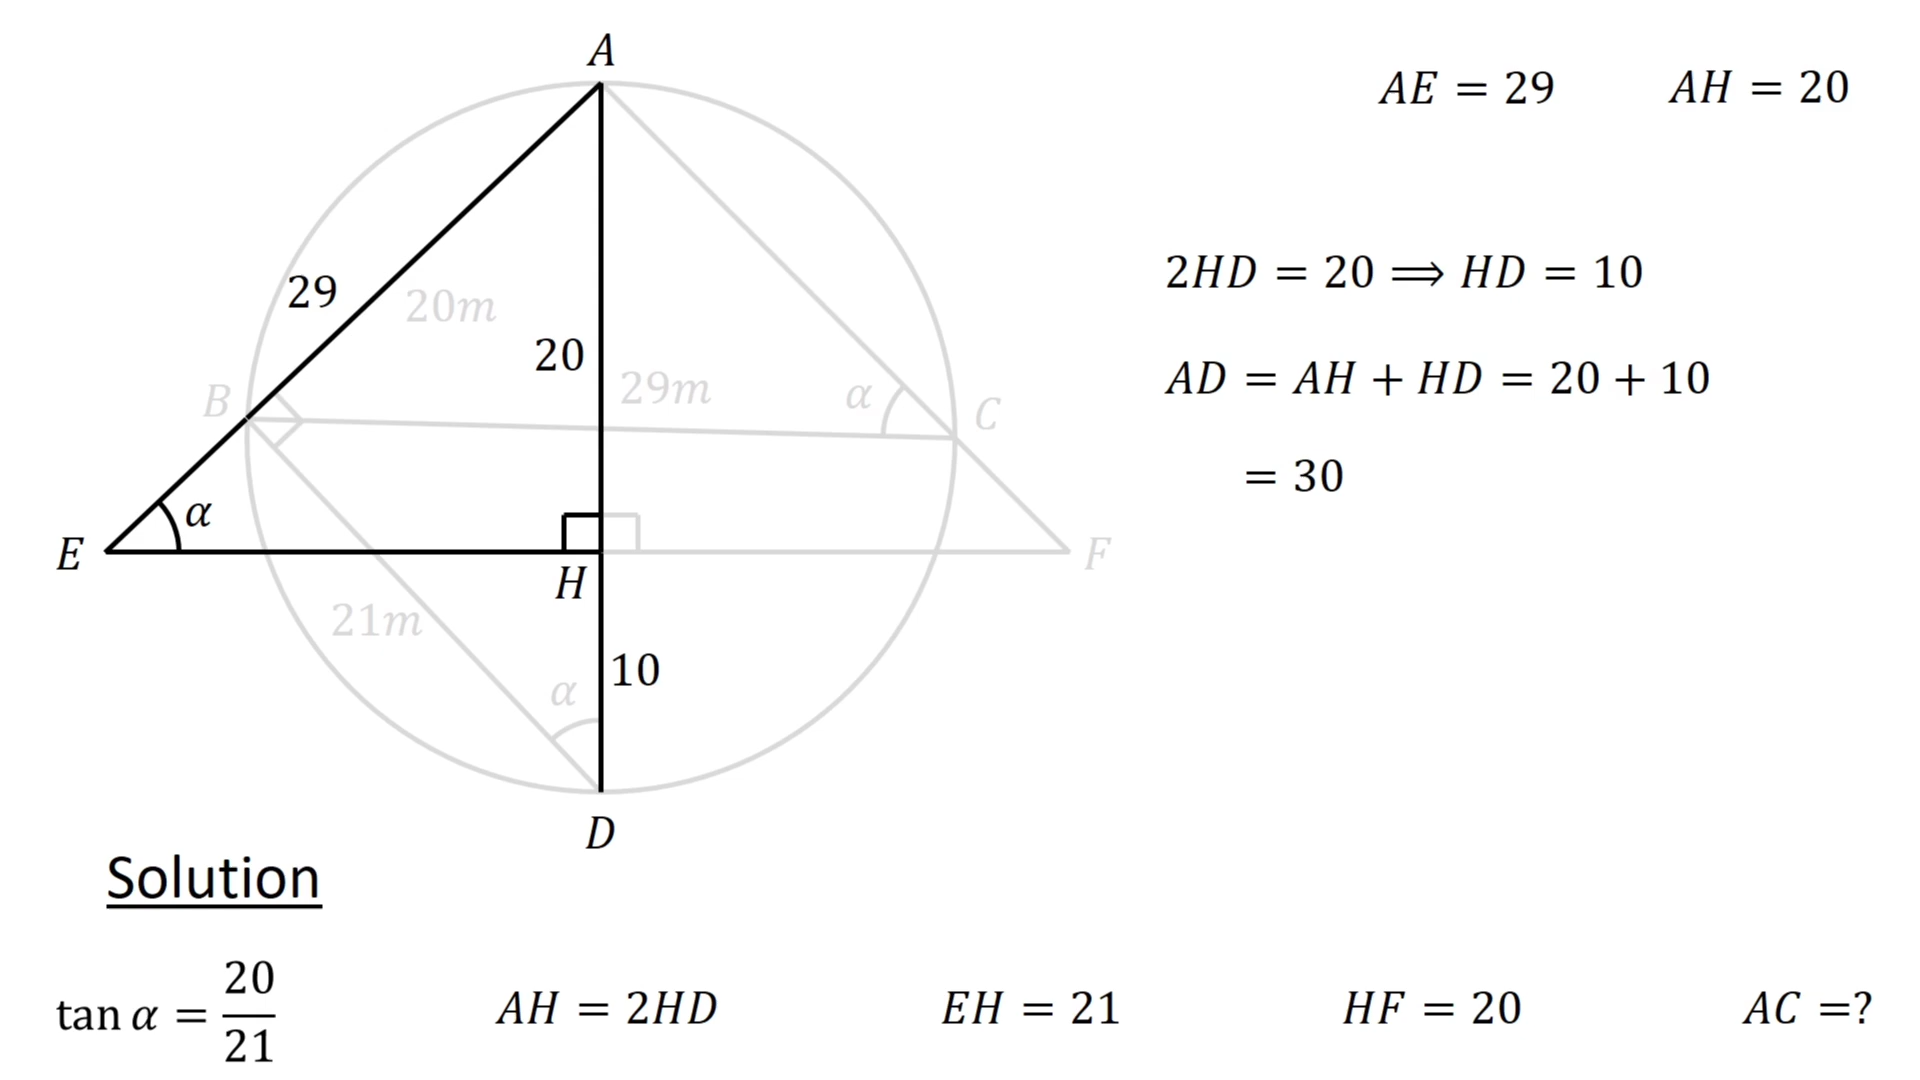 A
AE = 29 AH = 20
29
20m
20
2HD = 20 ⟹ HD = 10
B
29m
α
C
AD = AH + HD = 20 + 10
= 30
E
α
H
F
21m
α
10
D
Solution
tan α = 20/21 AH = 2HD EH = 21 HF = 20 AC =?